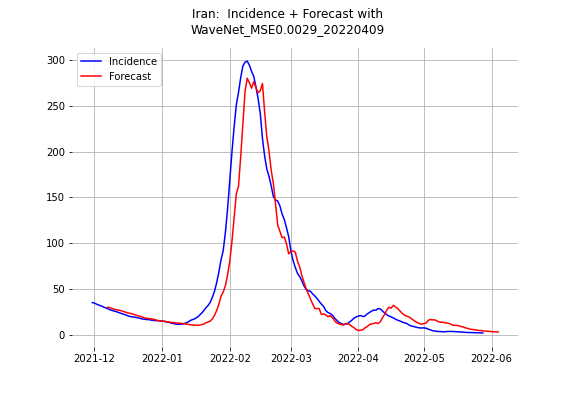 Iran:  Incidence + Forecast with
WaveNet_MSE0.0029_20220409
Incidence
Forecast
300
250
200
150
100
50
0
2021-12 2022-01 2022-02 2022-03 2022-04 2022-05 2022-06